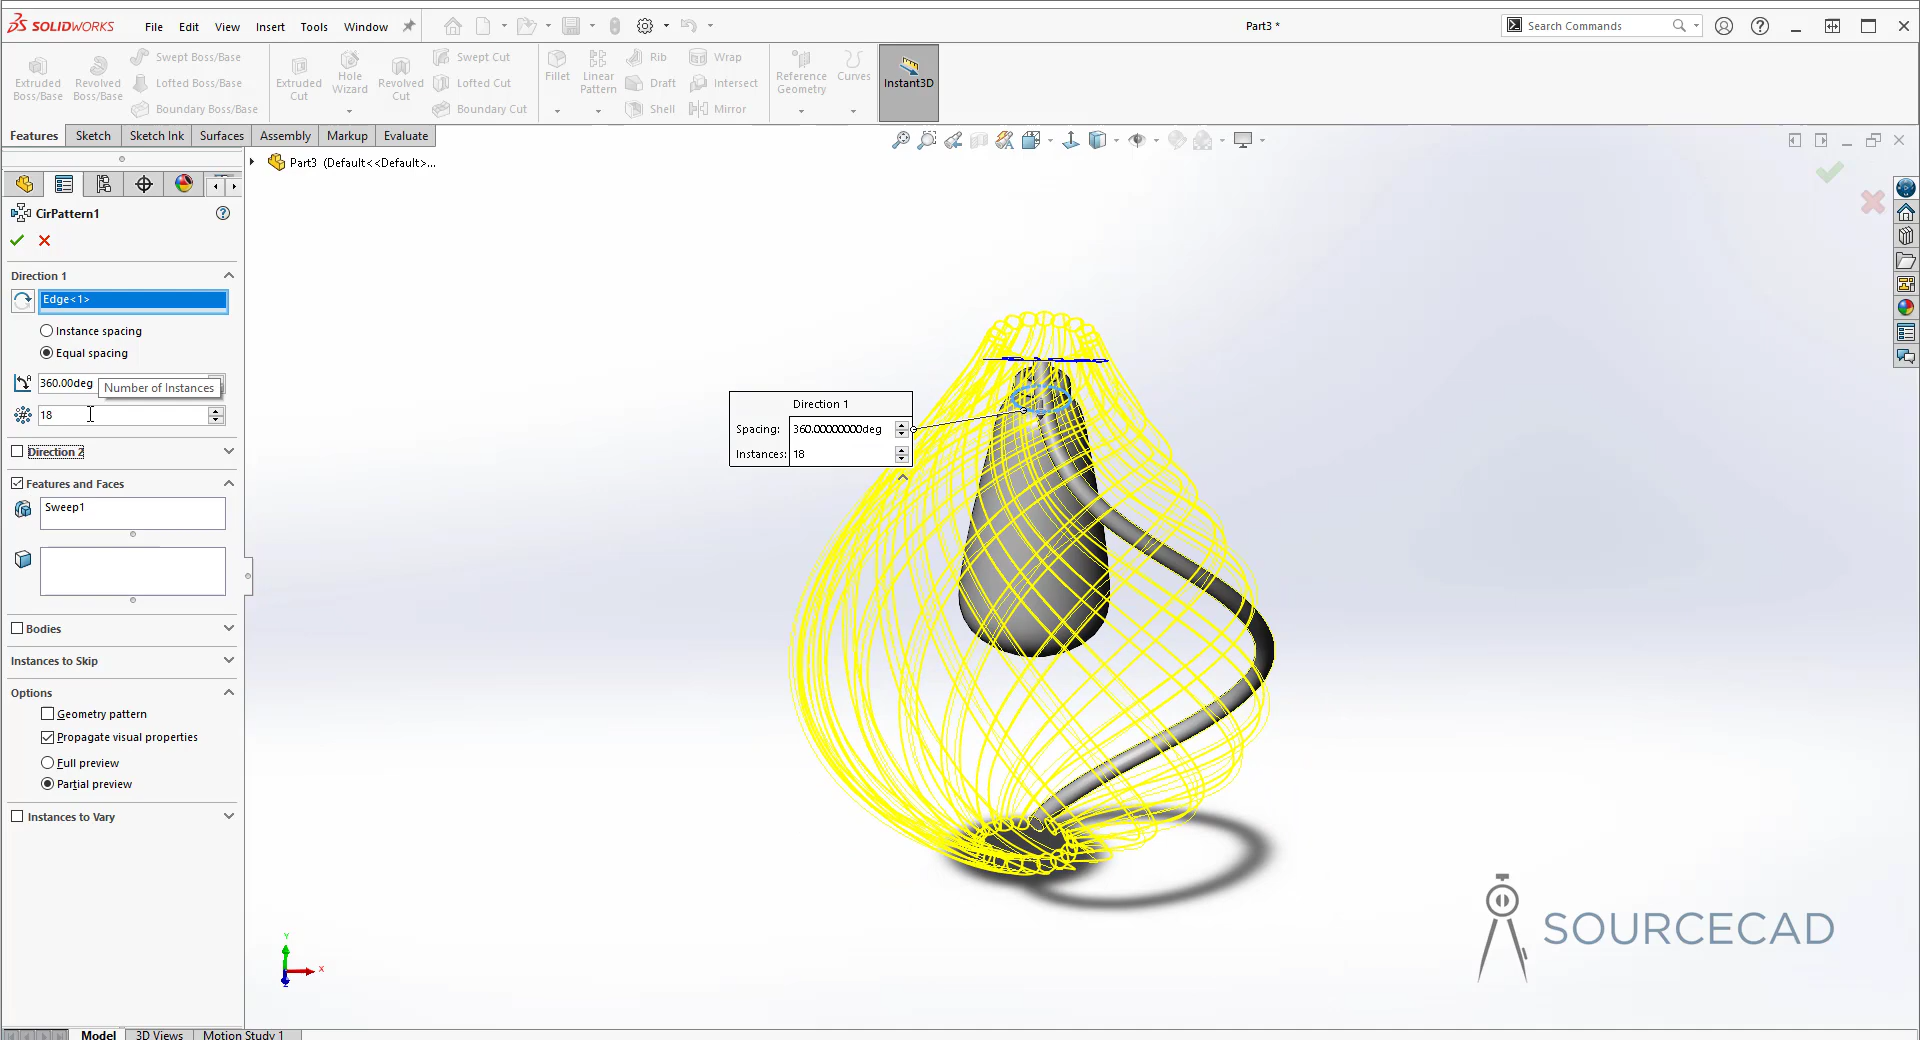 SOLIDWORKS File Edit View Insert Tools Window Part3 * Search Commands
Extruded Boss/Base
Revolved Boss/Base
Swept Boss/Base
Lofted Boss/Base
Boundary Boss/Base
Extruded Cut
Hole Wizard
Revolved Cut
Swept Cut
Lofted Cut
Boundary Cut
Fillet
Linear Pattern
Rib
Draft
Shell
Wrap
Intersect
Mirror
Reference Geometry
Curves
Instant3D
Features Sketch Sketch Ink Surfaces Assembly Markup Evaluate
Part3 (Default<<Default>...
CirPattern1
Direction 1
Edge<1>
Instance spacing
Equal spacing
360.00deg
Number of Instances
18
Direction 2
Features and Faces
Sweep1
Bodies
Instances to Skip
Options
Geometry pattern
Propagate visual properties
Full preview
Partial preview
Instances to Vary
Direction 1
Spacing: 360.00000000deg
Instances: 18
Y
X
Z
SOURCECAD
Model 3D Views Motion Study 1